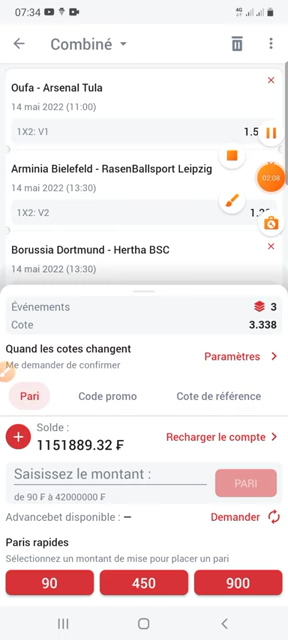 07:34
Combiné
Oufa - Arsenal Tula
14 mai 2022 (11:00)
1X2: V1
1.5
02:08
Arminia Bielefeld - RasenBallsport Leipzig
14 mai 2022 (13:30)
1X2: V2
Borussia Dortmund - Hertha BSC
14 mai 2022 (13:30)
Événements 3
Cote 3.338
Quand les cotes changent
Me demander de confirmer
Paramètres
Pari Code promo Cote de référence
Solde :
1151889.32 ₣
Recharger le compte
Saisissez le montant :
PARI
de 90 ₣ à 42000000 ₣
Advancebet disponible : — Demander
Paris rapides
Sélectionnez un montant de mise pour placer un pari
90 450 900